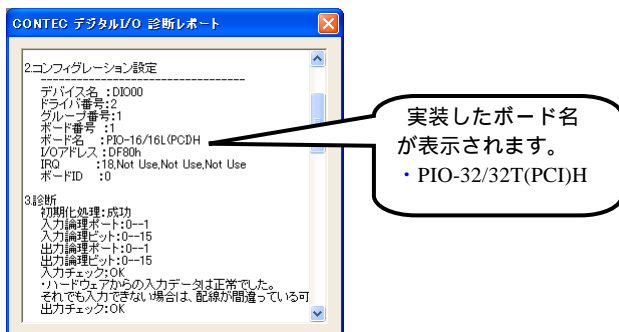 CONTEC デジタルI/O 診断レポート
2.コンフィグレーション設定
---------------------------------
デバイス名 :DIO00
ドライバ番号:2
グループ番号:1
ボード番号 :1
ボード名 :PIO-16/16L(PCI)H
I/Oアドレス :DF80h
IRQ :18,Not Use,Not Use,Not Use
ボードID :0
3.診断
初期化処理:成功
入力論理ポート:0--1
入力論理ビット:0--15
出力論理ポート:0--1
出力論理ビット:0--15
入力チェック:OK
・ハードウェアからの入力データは正常でした。
それでも入力できない場合は、配線が間違っている可
出力チェック:OK
実装したボード名
が表示されます。
・PIO-32/32T(PCI)H